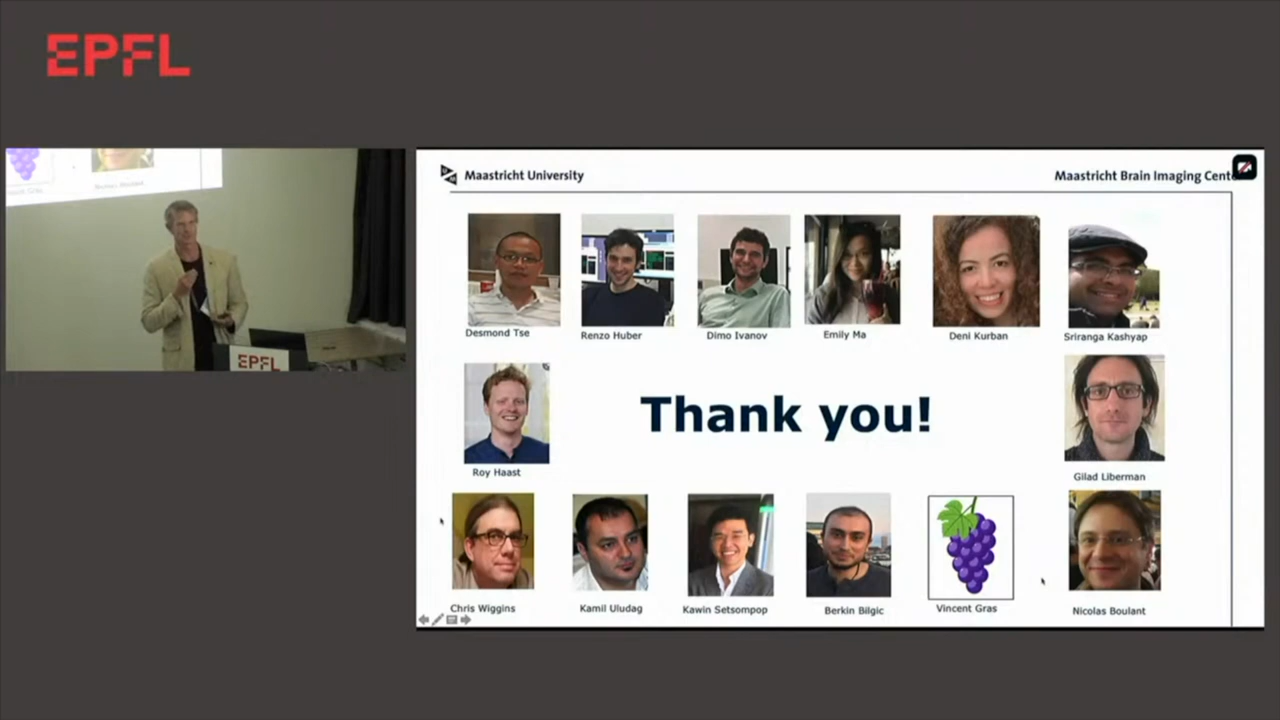 EPFL
Maastricht University
Maastricht Brain Imaging
Desmond Tse
Renzo Huber
Dimo Ivanov
Emily Ma
Deni Kurban
Sriranga Kashyap
Thank you!
Roy Haast
Gilad Liberman
Chris Wiggins
Kamil Uludag
Kawin Setsompop
Berkin Bilgic
Vincent Gras
Nicolas Boulant
EPFL